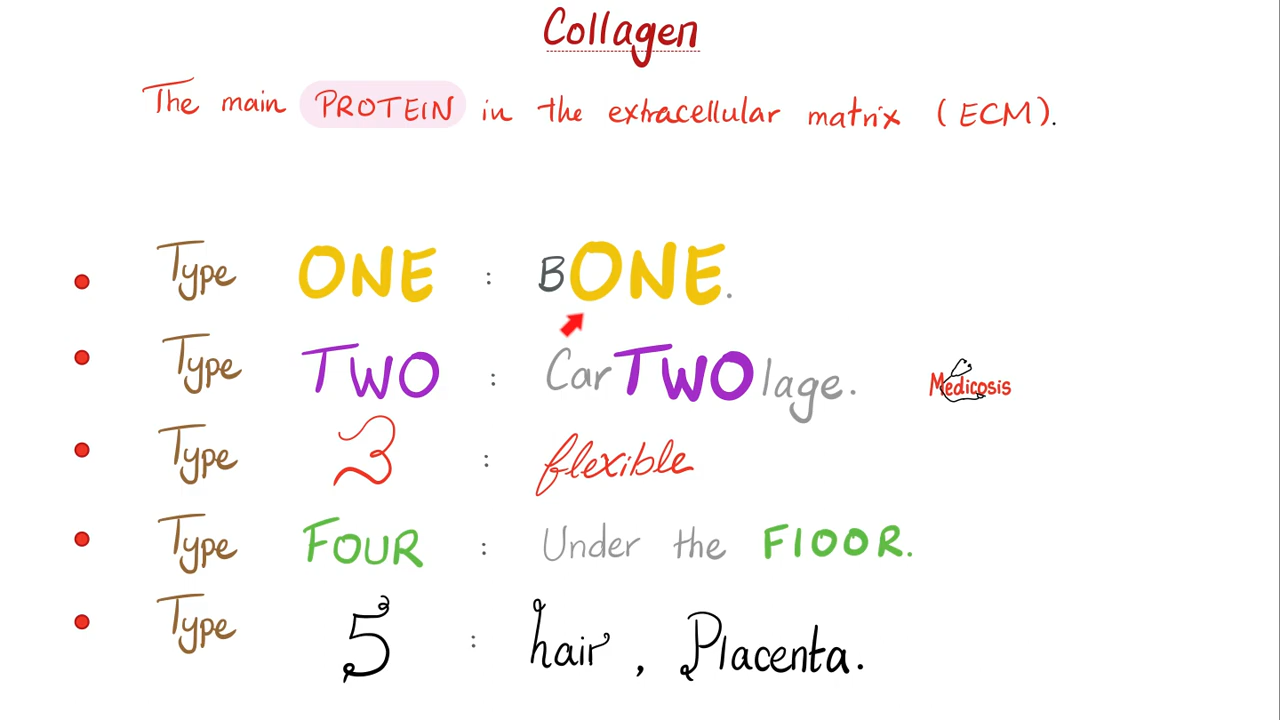 Collagen
The main PROTEIN in the extracellular matrix (ECM).
Type ONE : BONE.
Type TWO : CarTWOlage.
Medicosis
Type 3 : flexible
Type FOUR : Under the FlOOR.
Type 5 : hair, Placenta.